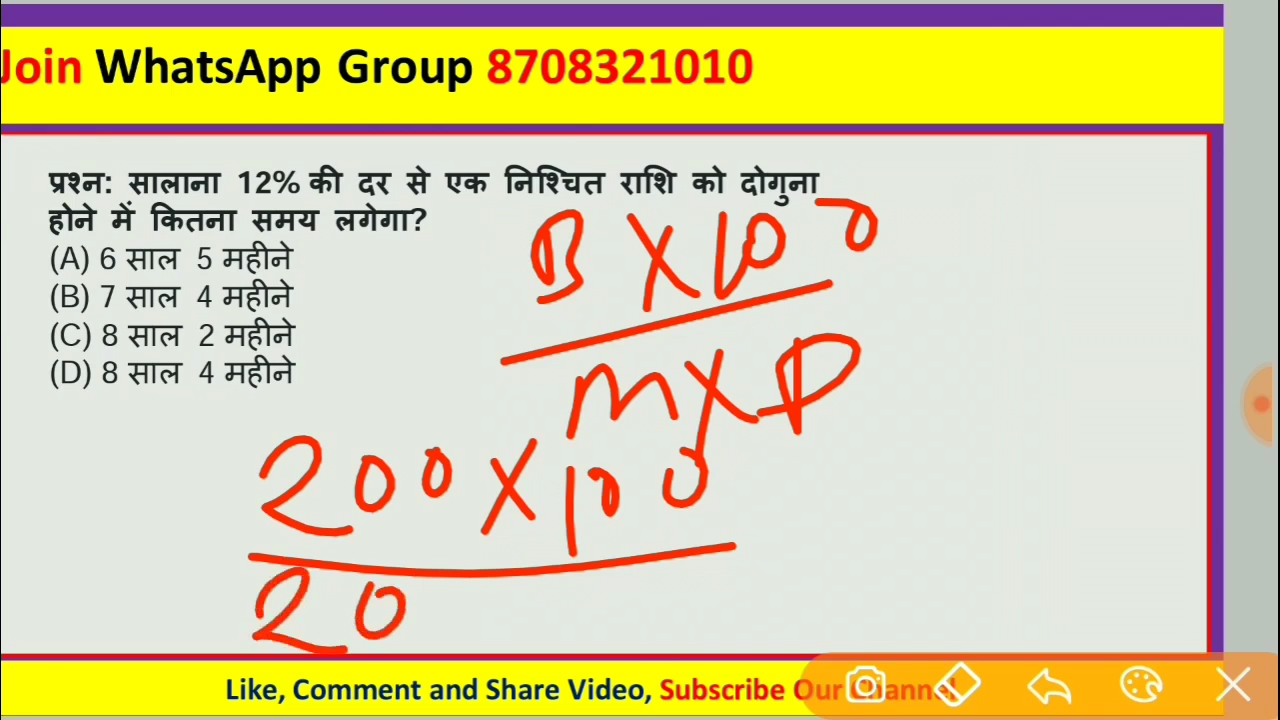 Join WhatsApp Group 8708321010
प्रश्न: सालाना 12% की दर से एक निश्चित राशि को दोगुना
होने में कितना समय लगेगा?
(A) 6 साल 5 महीने
(B) 7 साल 4 महीने
(C) 8 साल 2 महीने
(D) 8 साल 4 महीने
B X 100
m X P
200 X 100
20
Like, Comment and Share Video, Subscribe Our Channel